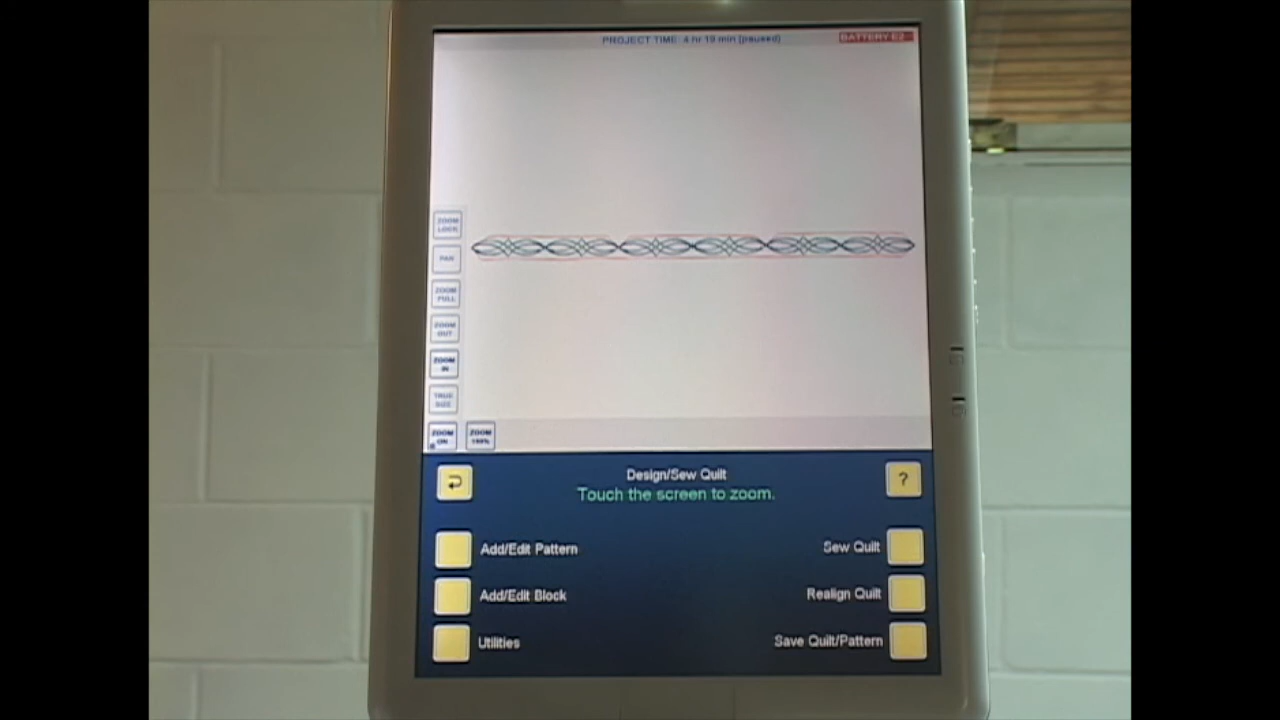 PROJECT TIME: 4 hr 19 min (paused)
BATTERY E2
ZOOM
LOCK
PAN
ZOOM
FULL
ZOOM
OUT
ZOOM
IN
TRUE
SIZE
ZOOM
ON
ZOOM
Design/Sew Quilt
?
Touch the screen to zoom.
Add/Edit Pattern
Sew Quilt
Add/Edit Block
Realign Quilt
Utilities
Save Quilt/Pattern